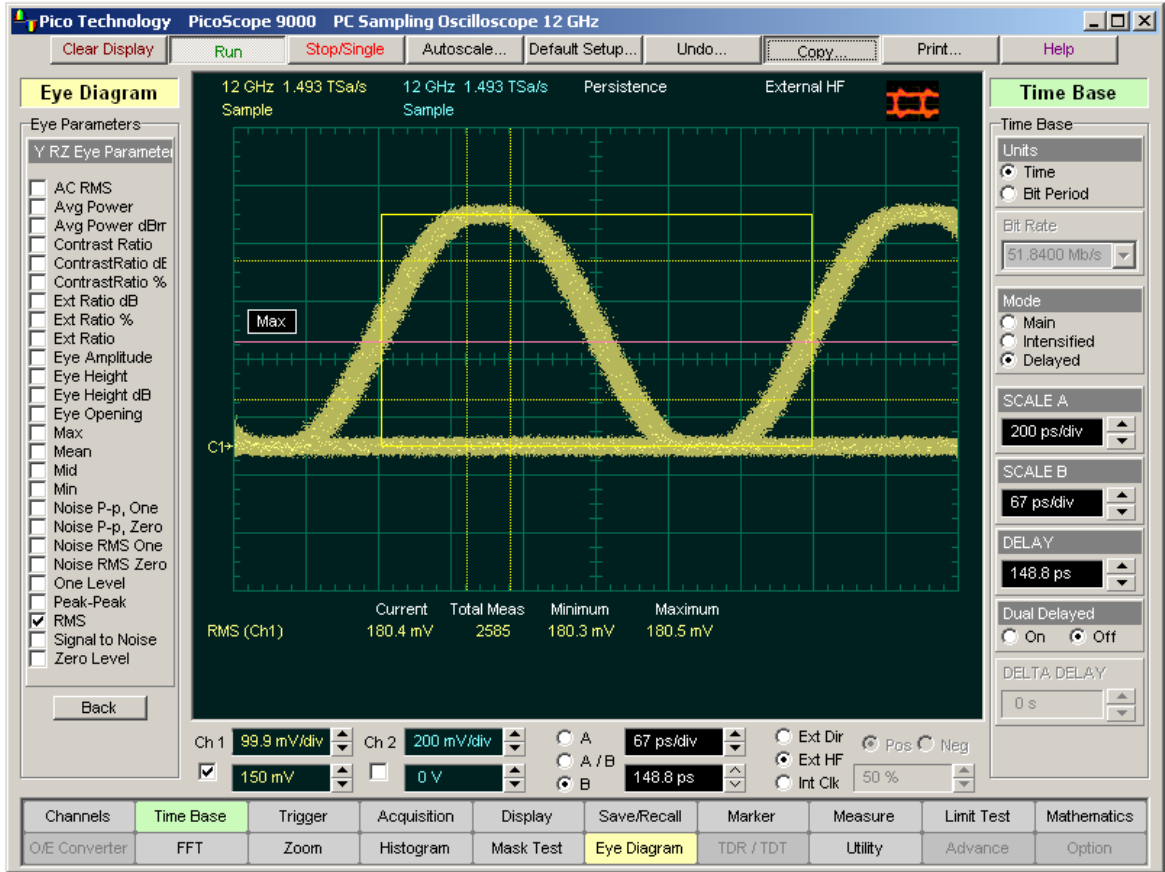 Pico Technology PicoScope 9000 PC Sampling Oscilloscope 12 GHz
Clear Display Run Stop/Single Autoscale... Default Setup... Undo... Copy.... Print... Help
Eye Diagram
Eye Parameters
Y RZ Eye Parameter
AC RMS
Avg Power
Avg Power dBm
Contrast Ratio
ContrastRatio dE
ContrastRatio %
Ext Ratio dB
Ext Ratio %
Ext Ratio
Eye Amplitude
Eye Height
Eye Height dB
Eye Opening
Max
Mean
Mid
Min
Noise P-p, One
Noise P-p, Zero
Noise RMS One
Noise RMS Zero
One Level
Peak-Peak
RMS
Signal to Noise
Zero Level
Back
12 GHz 1.493 TSa/s 12 GHz 1.493 TSa/s Persistence External HF
Sample Sample
Max
C1
Current Total Meas Minimum Maximum
RMS (Ch1) 180.4 mV 2585 180.3 mV 180.5 mV
Time Base
Time Base
Units
Time
Bit Period
Bit Rate
51.8400 Mb/s
Mode
Main
Intensified
Delayed
SCALE A
200 ps/div
SCALE B
67 ps/div
DELAY
148.8 ps
Dual Delayed
On Off
DELTA DELAY
0 s
Ch 1 99.9 mV/div Ch 2 200 mV/div A 67 ps/div Ext Dir Pos Neg
A / B Ext HF
150 mV 0 V B 148.8 ps Int Clk 50 %
Channels Time Base Trigger Acquisition Display Save/Recall Marker Measure Limit Test Mathematics
O/E Converter FFT Zoom Histogram Mask Test Eye Diagram TDR / TDT Utility Advance Option